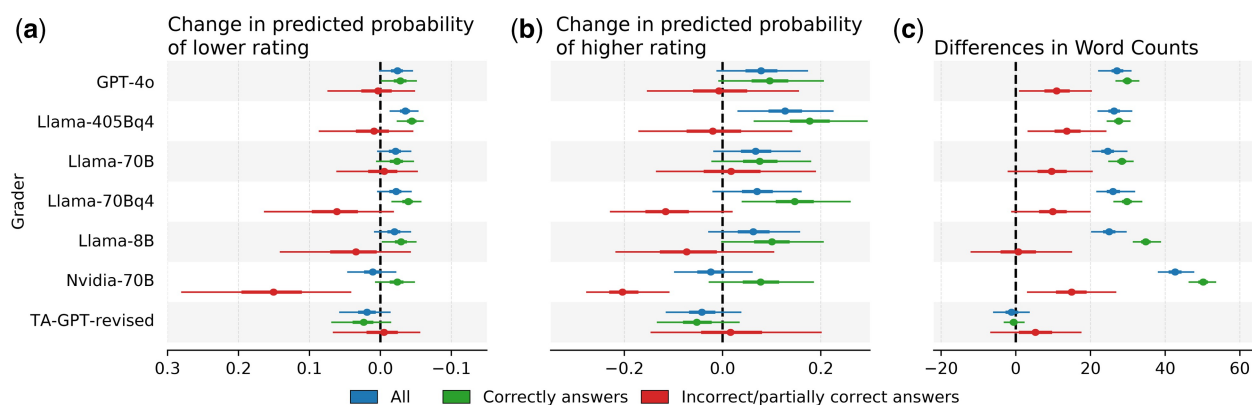 (a)
Change in predicted probability
of lower rating
(b)
Change in predicted probability
of higher rating
(c)
Differences in Word Counts
Grader
GPT-4o
Llama-405Bq4
Llama-70B
Llama-70Bq4
Llama-8B
Nvidia-70B
TA-GPT-revised
0.3 0.2 0.1 0.0 −0.1
−0.2 0.0 0.2
−20 0 20 40 60
All Correctly answers Incorrect/partially correct answers